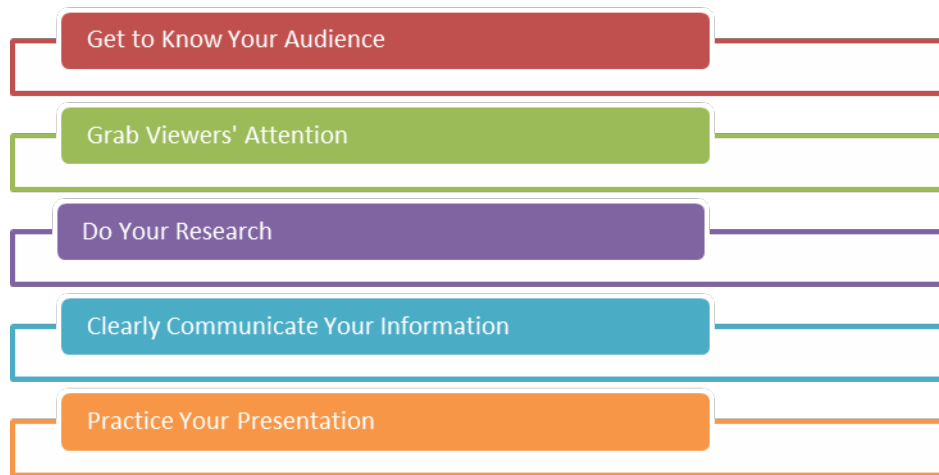 Get to Know Your Audience
Grab Viewers' Attention
Do Your Research
Clearly Communicate Your Information
Practice Your Presentation